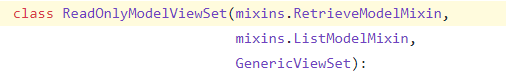 class ReadOnlyModelViewSet(mixins.RetrieveModelMixin,
mixins.ListModelMixin,
GenericViewSet):